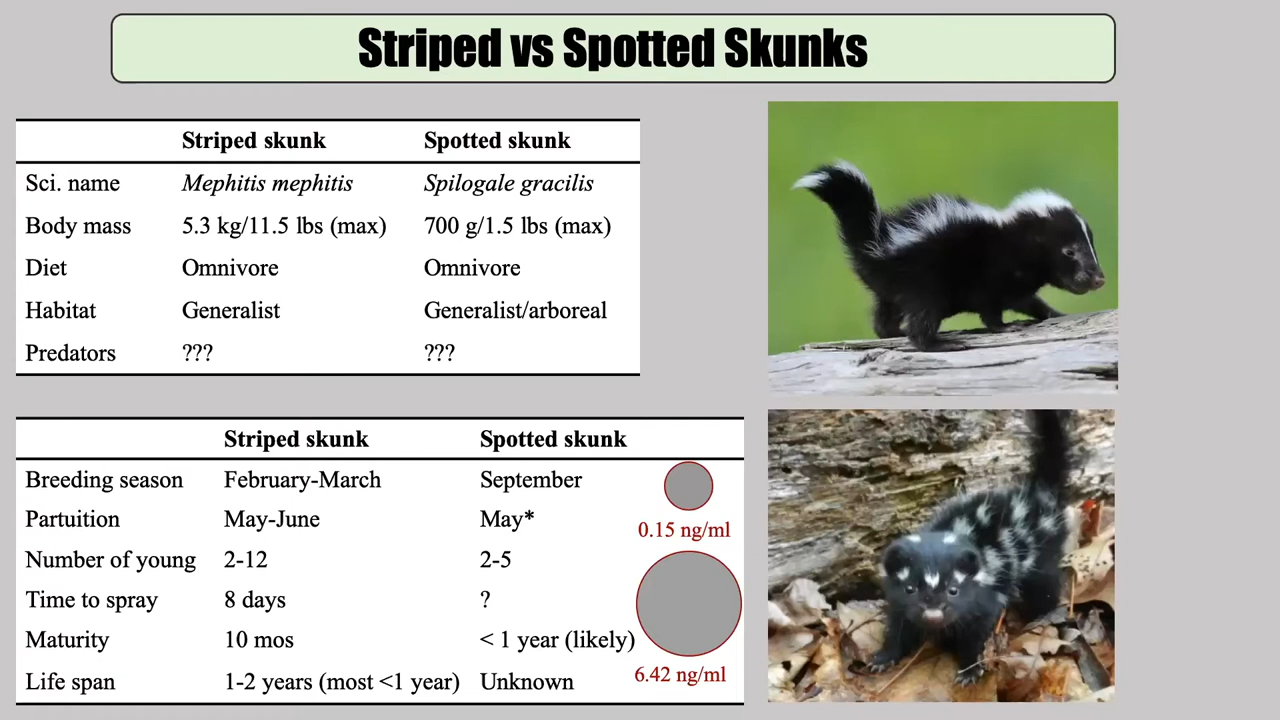 Striped vs Spotted Skunks
Striped skunk Spotted skunk
Sci. name Mephitis mephitis Spilogale gracilis
Body mass 5.3 kg/11.5 lbs (max) 700 g/1.5 lbs (max)
Diet Omnivore Omnivore
Habitat Generalist Generalist/arboreal
Predators ??? ???
Striped skunk Spotted skunk
Breeding season February-March September
Partuition May-June May*
0.15 ng/ml
Number of young 2-12 2-5
Time to spray 8 days ?
Maturity 10 mos < 1 year (likely)
Life span 1-2 years (most <1 year) Unknown
6.42 ng/ml